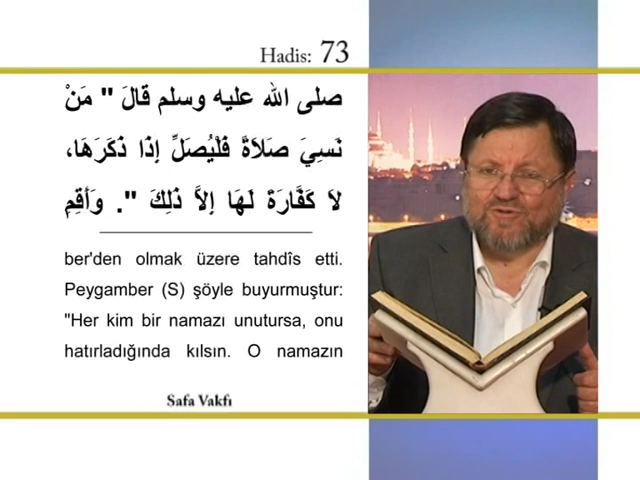 Hadis: 73
صلى الله عليه وسلم قَالَ " مَنْ
نَسِيَ صَلاَةً فَلْيُصَلِّ إِذَا ذَكَرَهَا،
لاَ كَفَّارَةَ لَهَا إِلاَّ ذَلِكَ ". وَأَقِمِ
ber'den olmak üzere tahdîs etti.
Peygamber (S) şöyle buyurmuştur:
"Her kim bir namazı unutursa, onu
hatırladığında kılsın. O namazın
Safa Vakfı